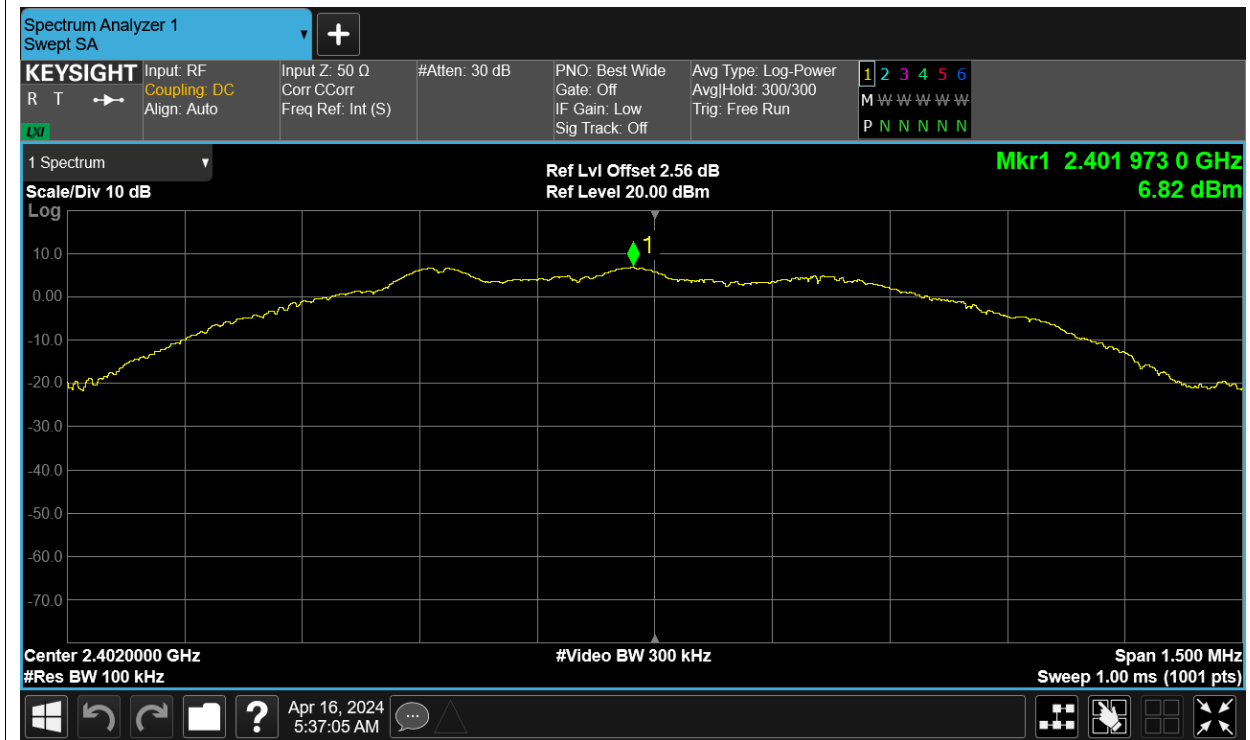 Spectrum Analyzer 1
Swept SA
KEYSIGHT
R T
LXI
Input: RF
Coupling: DC
Align: Auto
Input Z: 50 Ω
Corr CCorr
Freq Ref: Int (S)
#Atten: 30 dB
PNO: Best Wide
Gate: Off
IF Gain: Low
Sig Track: Off
Avg Type: Log-Power
Avg|Hold: 300/300
Trig: Free Run
1 2 3 4 5 6
M W W W W W
P N N N N N
1 Spectrum
Scale/Div 10 dB
Log
Ref Lvl Offset 2.56 dB
Ref Level 20.00 dBm
Mkr1 2.401 973 0 GHz
6.82 dBm
1
10.0
0.00
-10.0
-20.0
-30.0
-40.0
-50.0
-60.0
-70.0
Center 2.4020000 GHz
#Res BW 100 kHz
#Video BW 300 kHz
Span 1.500 MHz
Sweep 1.00 ms (1001 pts)
?
Apr 16, 2024
5:37:05 AM